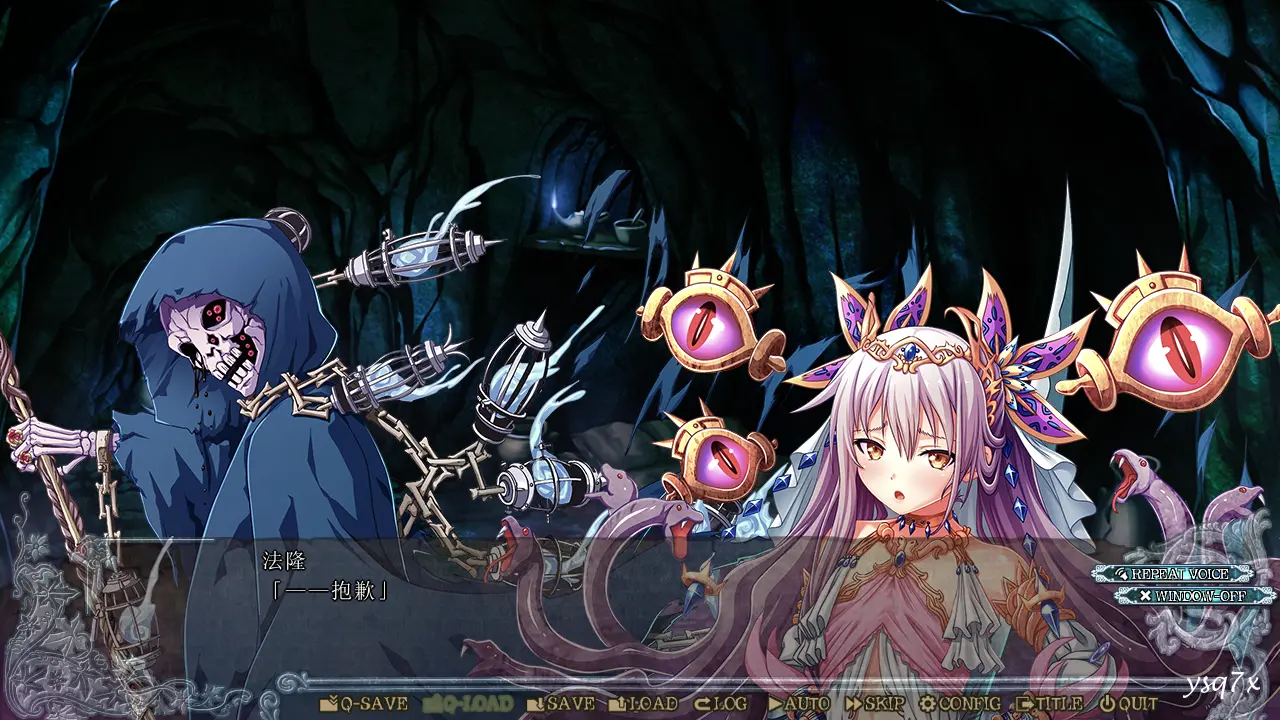 法隆
「――抱歉」
REPEAT VOICE
WINDOW-OFF
Q-SAVE Q-LOAD SAVE LOAD LOG AUTO SKIP CONFIG TITLE QUIT
ysq7x